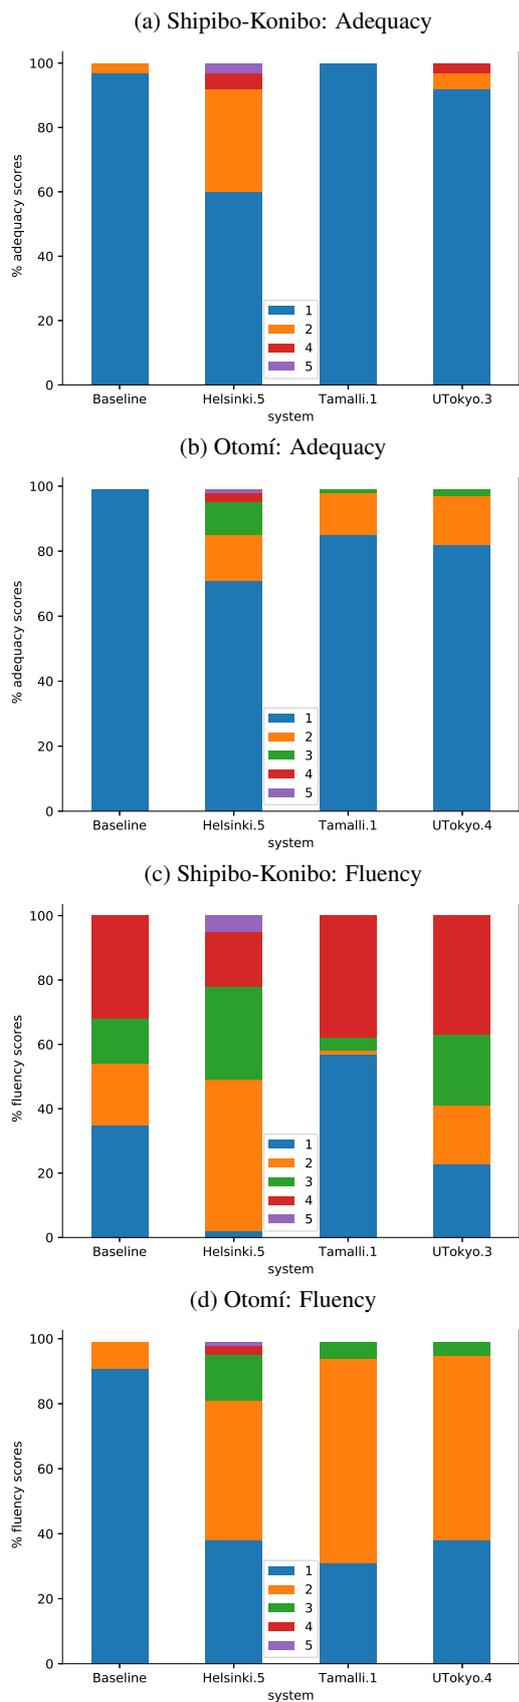 (a) Shipibo-Konibo: Adequacy
100
80
60
40
20
0
% adequacy scores
1
2
4
5
Baseline Helsinki.5 Tamalli.1 UTokyo.3
system
(b) Otomí: Adequacy
100
80
60
40
20
0
% adequacy scores
1
2
3
4
5
Baseline Helsinki.5 Tamalli.1 UTokyo.4
system
(c) Shipibo-Konibo: Fluency
100
80
60
40
20
0
% fluency scores
1
2
3
4
5
Baseline Helsinki.5 Tamalli.1 UTokyo.3
system
(d) Otomí: Fluency
100
80
60
40
20
0
% fluency scores
1
2
3
4
5
Baseline Helsinki.5 Tamalli.1 UTokyo.4
system